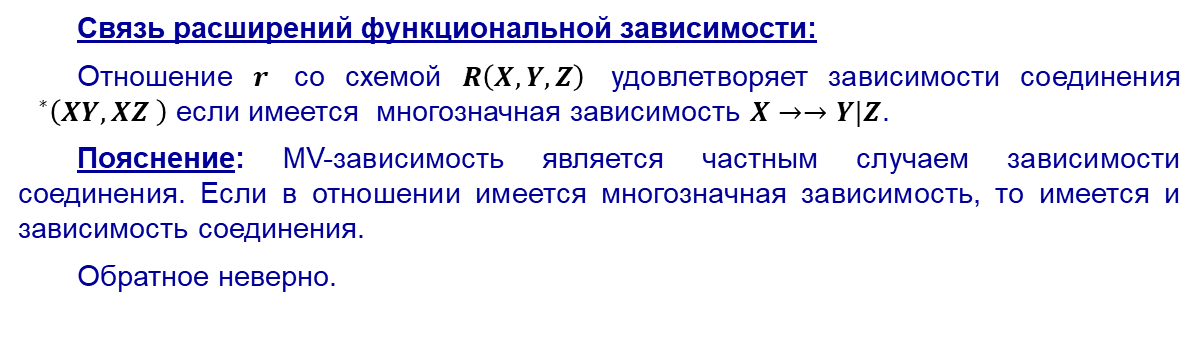 Связь расширений функциональной зависимости:
Отношение r со схемой R(X,Y,Z) удовлетворяет зависимости соединения
*(XY,XZ ) если имеется многозначная зависимость X →→ Y|Z.
Пояснение: MV-зависимость является частным случаем зависимости
соединения. Если в отношении имеется многозначная зависимость, то имеется и
зависимость соединения.
Обратное неверно.